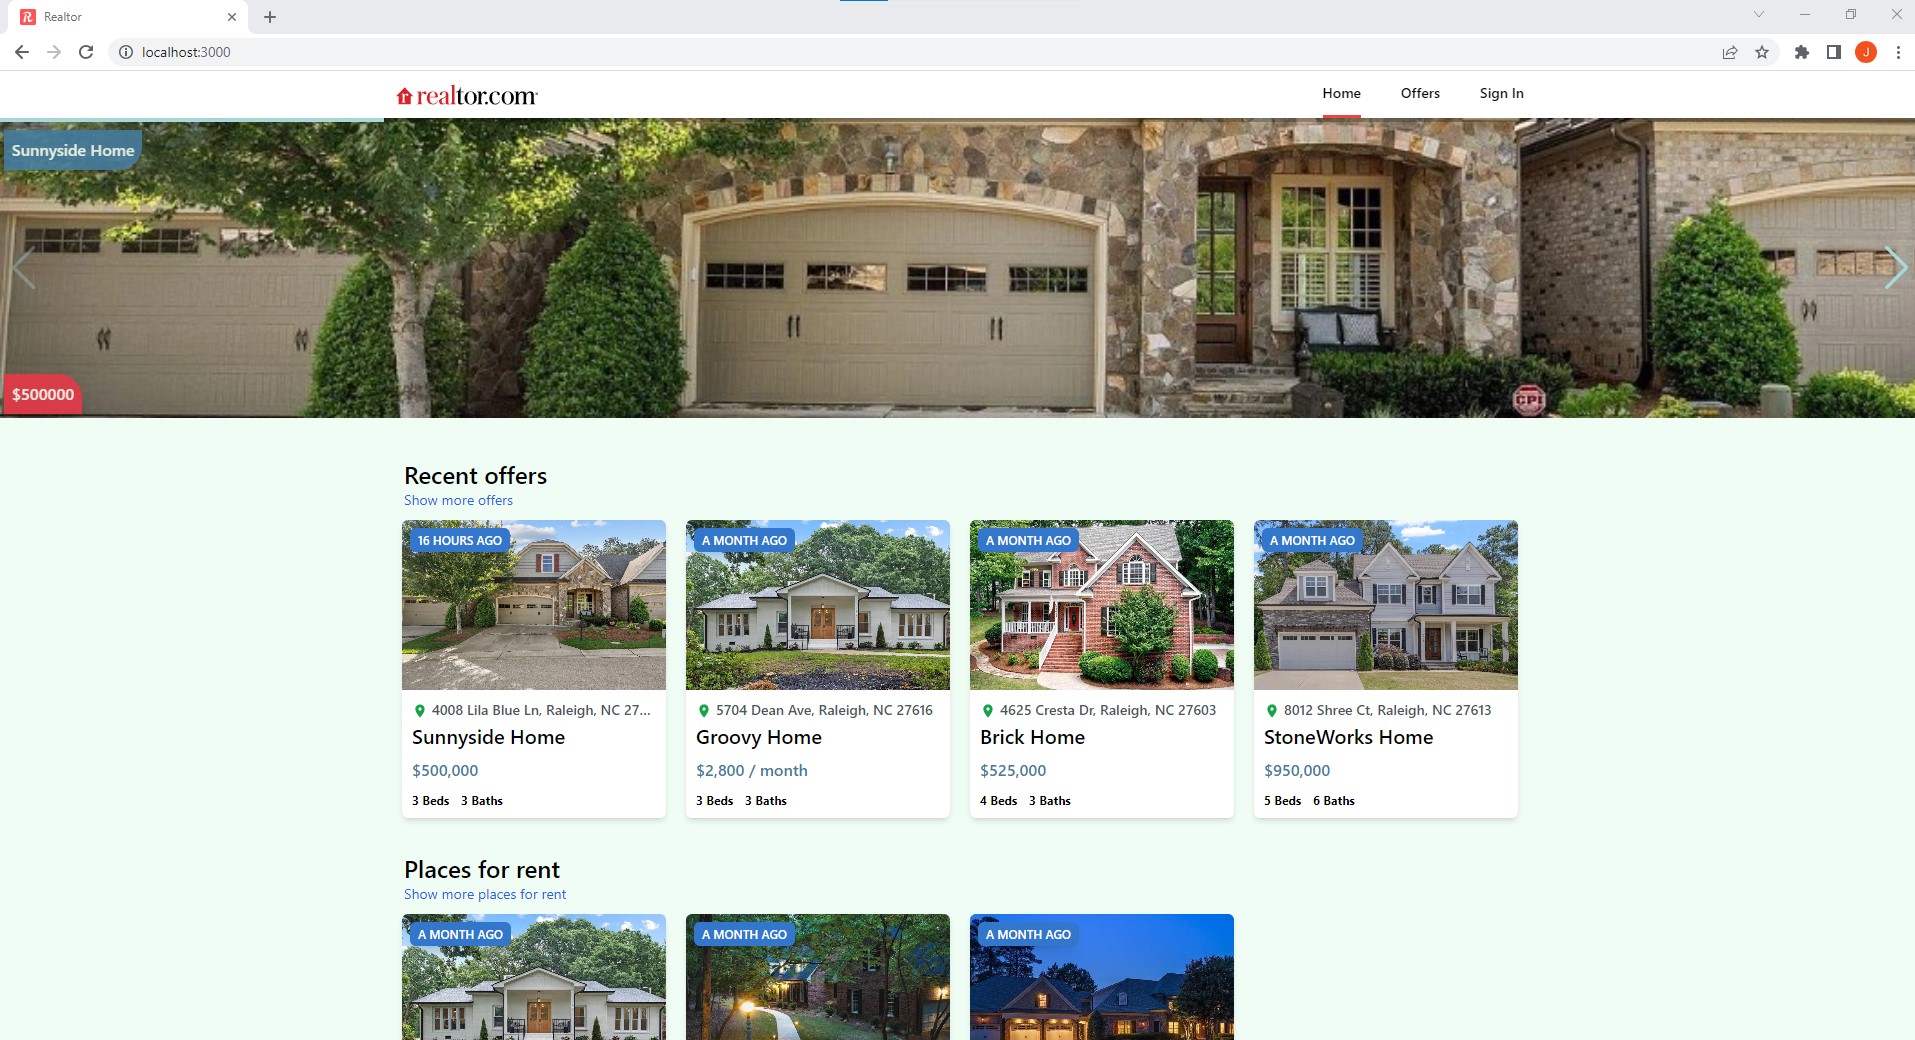 Realtor
localhost:3000
J
realtor.com
Home
Offers
Sign In
Sunnyside Home
CPI
$500000
Recent offers
Show more offers
16 HOURS AGO
A MONTH AGO
A MONTH AGO
A MONTH AGO
4008 Lila Blue Ln, Raleigh, NC 27...
5704 Dean Ave, Raleigh, NC 27616
4625 Cresta Dr, Raleigh, NC 27603
8012 Shree Ct, Raleigh, NC 27613
Sunnyside Home
Groovy Home
Brick Home
StoneWorks Home
$500,000
$2,800 / month
$525,000
$950,000
3 Beds 3 Baths
3 Beds 3 Baths
4 Beds 3 Baths
5 Beds 6 Baths
Places for rent
Show more places for rent
A MONTH AGO
A MONTH AGO
A MONTH AGO